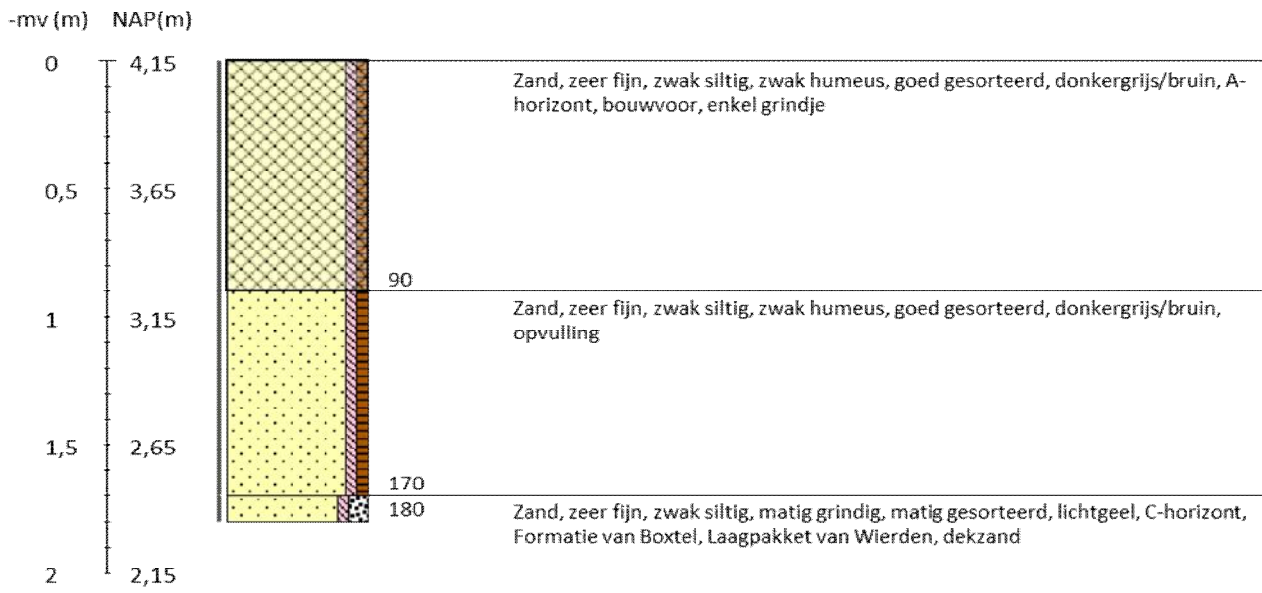 -mv (m) NAP(m)
0 4,15
Zand, zeer fijn, zwak siltig, zwak humeus, goed gesorteerd, donkergrijs/bruin, A-
horizont, bouwvoor, enkel grindje
0,5 3,65
90
1 3,15
Zand, zeer fijn, zwak siltig, zwak humeus, goed gesorteerd, donkergrijs/bruin,
opvulling
1,5 2,65
170
180
Zand, zeer fijn, zwak siltig, matig grindig, matig gesorteerd, lichtgeel, C-horizont,
Formatie van Boxtel, Laagpakket van Wierden, dekzand
2 2,15